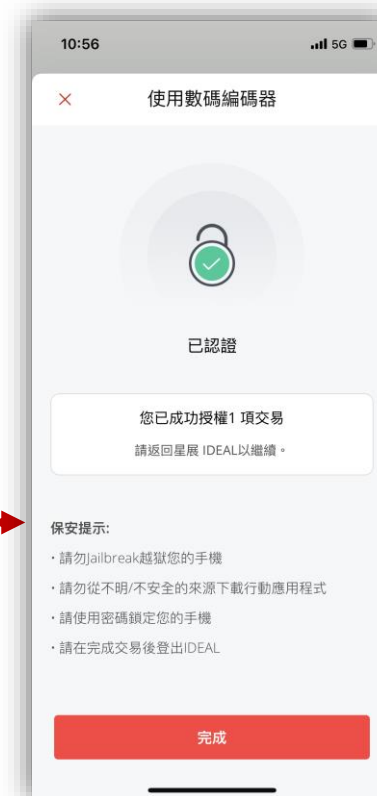 10:56
5G
使用數碼編碼器
已認證
您已成功授權1 項交易
請返回星展 IDEAL以繼續。
保安提示:
・請勿Jailbreak越獄您的手機
・請勿從不明/不安全的來源下載行動應用程式
・請使用密碼鎖定您的手機
・請在完成交易後登出IDEAL
完成